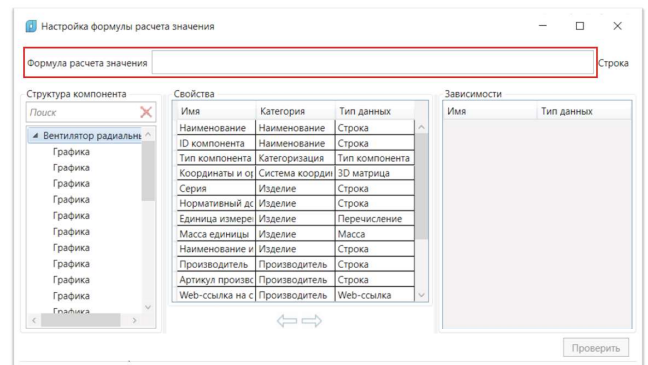 Настройка формулы расчета значения
Формула расчета значения Строка
Структура компонента
Поиск
Вентилятор радиальн
Графика
Графика
Графика
Графика
Графика
Графика
Графика
Графика
Графика
Графика
Графика
Свойства
Имя Категория Тип данных
Наименование Наименование Строка
ID компонента Наименование Строка
Тип компонента Категоризация Тип компонента
Координаты и ор Система коорди 3D матрица
Серия Изделие Строка
Нормативный до Изделие Строка
Единица измере Изделие Перечисление
Масса единицы Изделие Масса
Наименование и Изделие Строка
Производитель Производитель Строка
Артикул произво Производитель Строка
Web-ссылка на с Производитель Web-ссылка
Зависимости
Имя Тип данных
Проверить